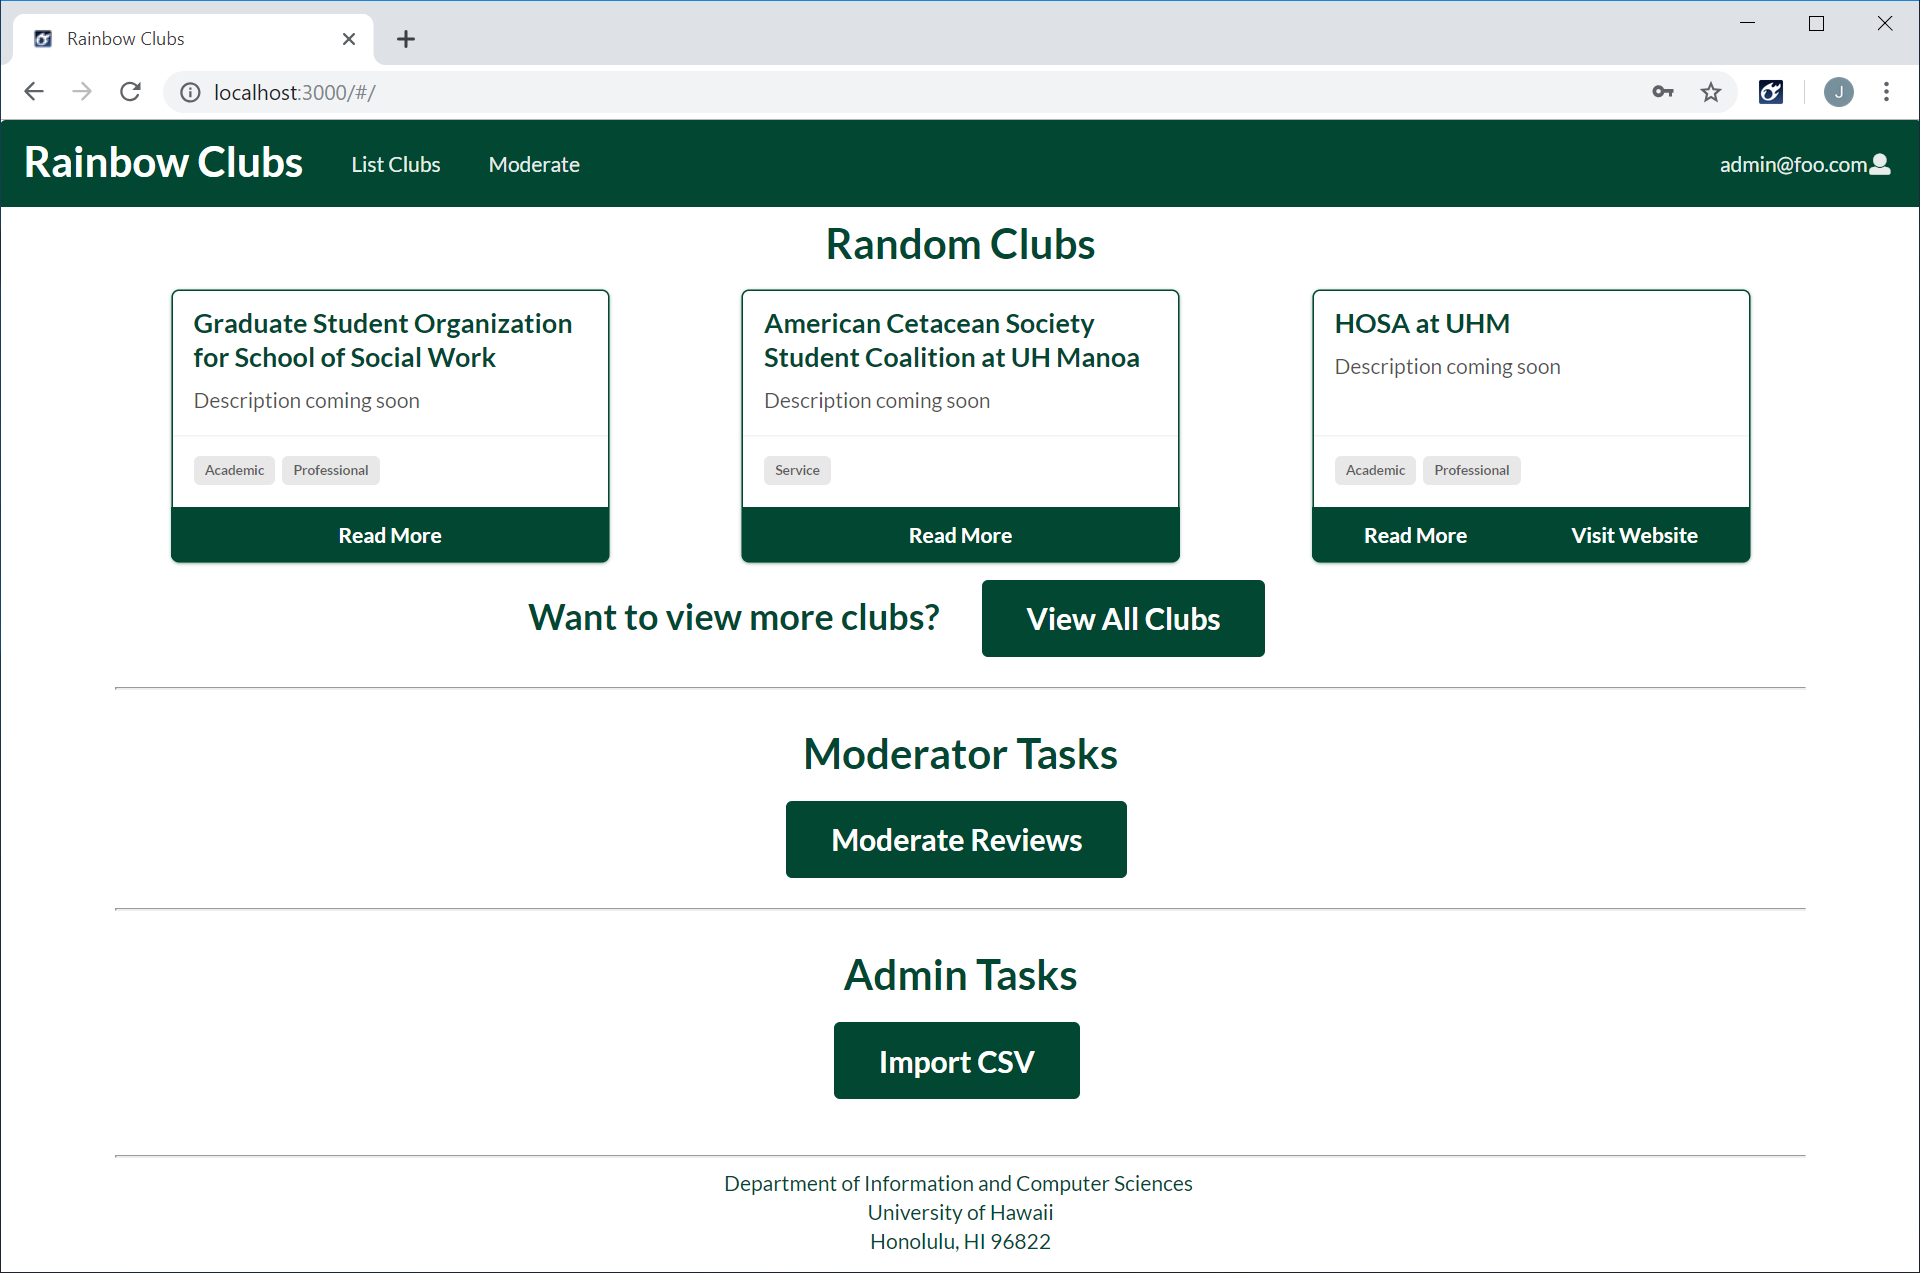 Rainbow Clubs
localhost:3000/#/
J
Rainbow Clubs List Clubs Moderate admin@foo.com
Random Clubs
Graduate Student Organization
for School of Social Work
Description coming soon
Academic Professional
Read More
American Cetacean Society
Student Coalition at UH Manoa
Description coming soon
Service
Read More
HOSA at UHM
Description coming soon
Academic Professional
Read More Visit Website
Want to view more clubs? View All Clubs
Moderator Tasks
Moderate Reviews
Admin Tasks
Import CSV
Department of Information and Computer Sciences
University of Hawaii
Honolulu, HI 96822